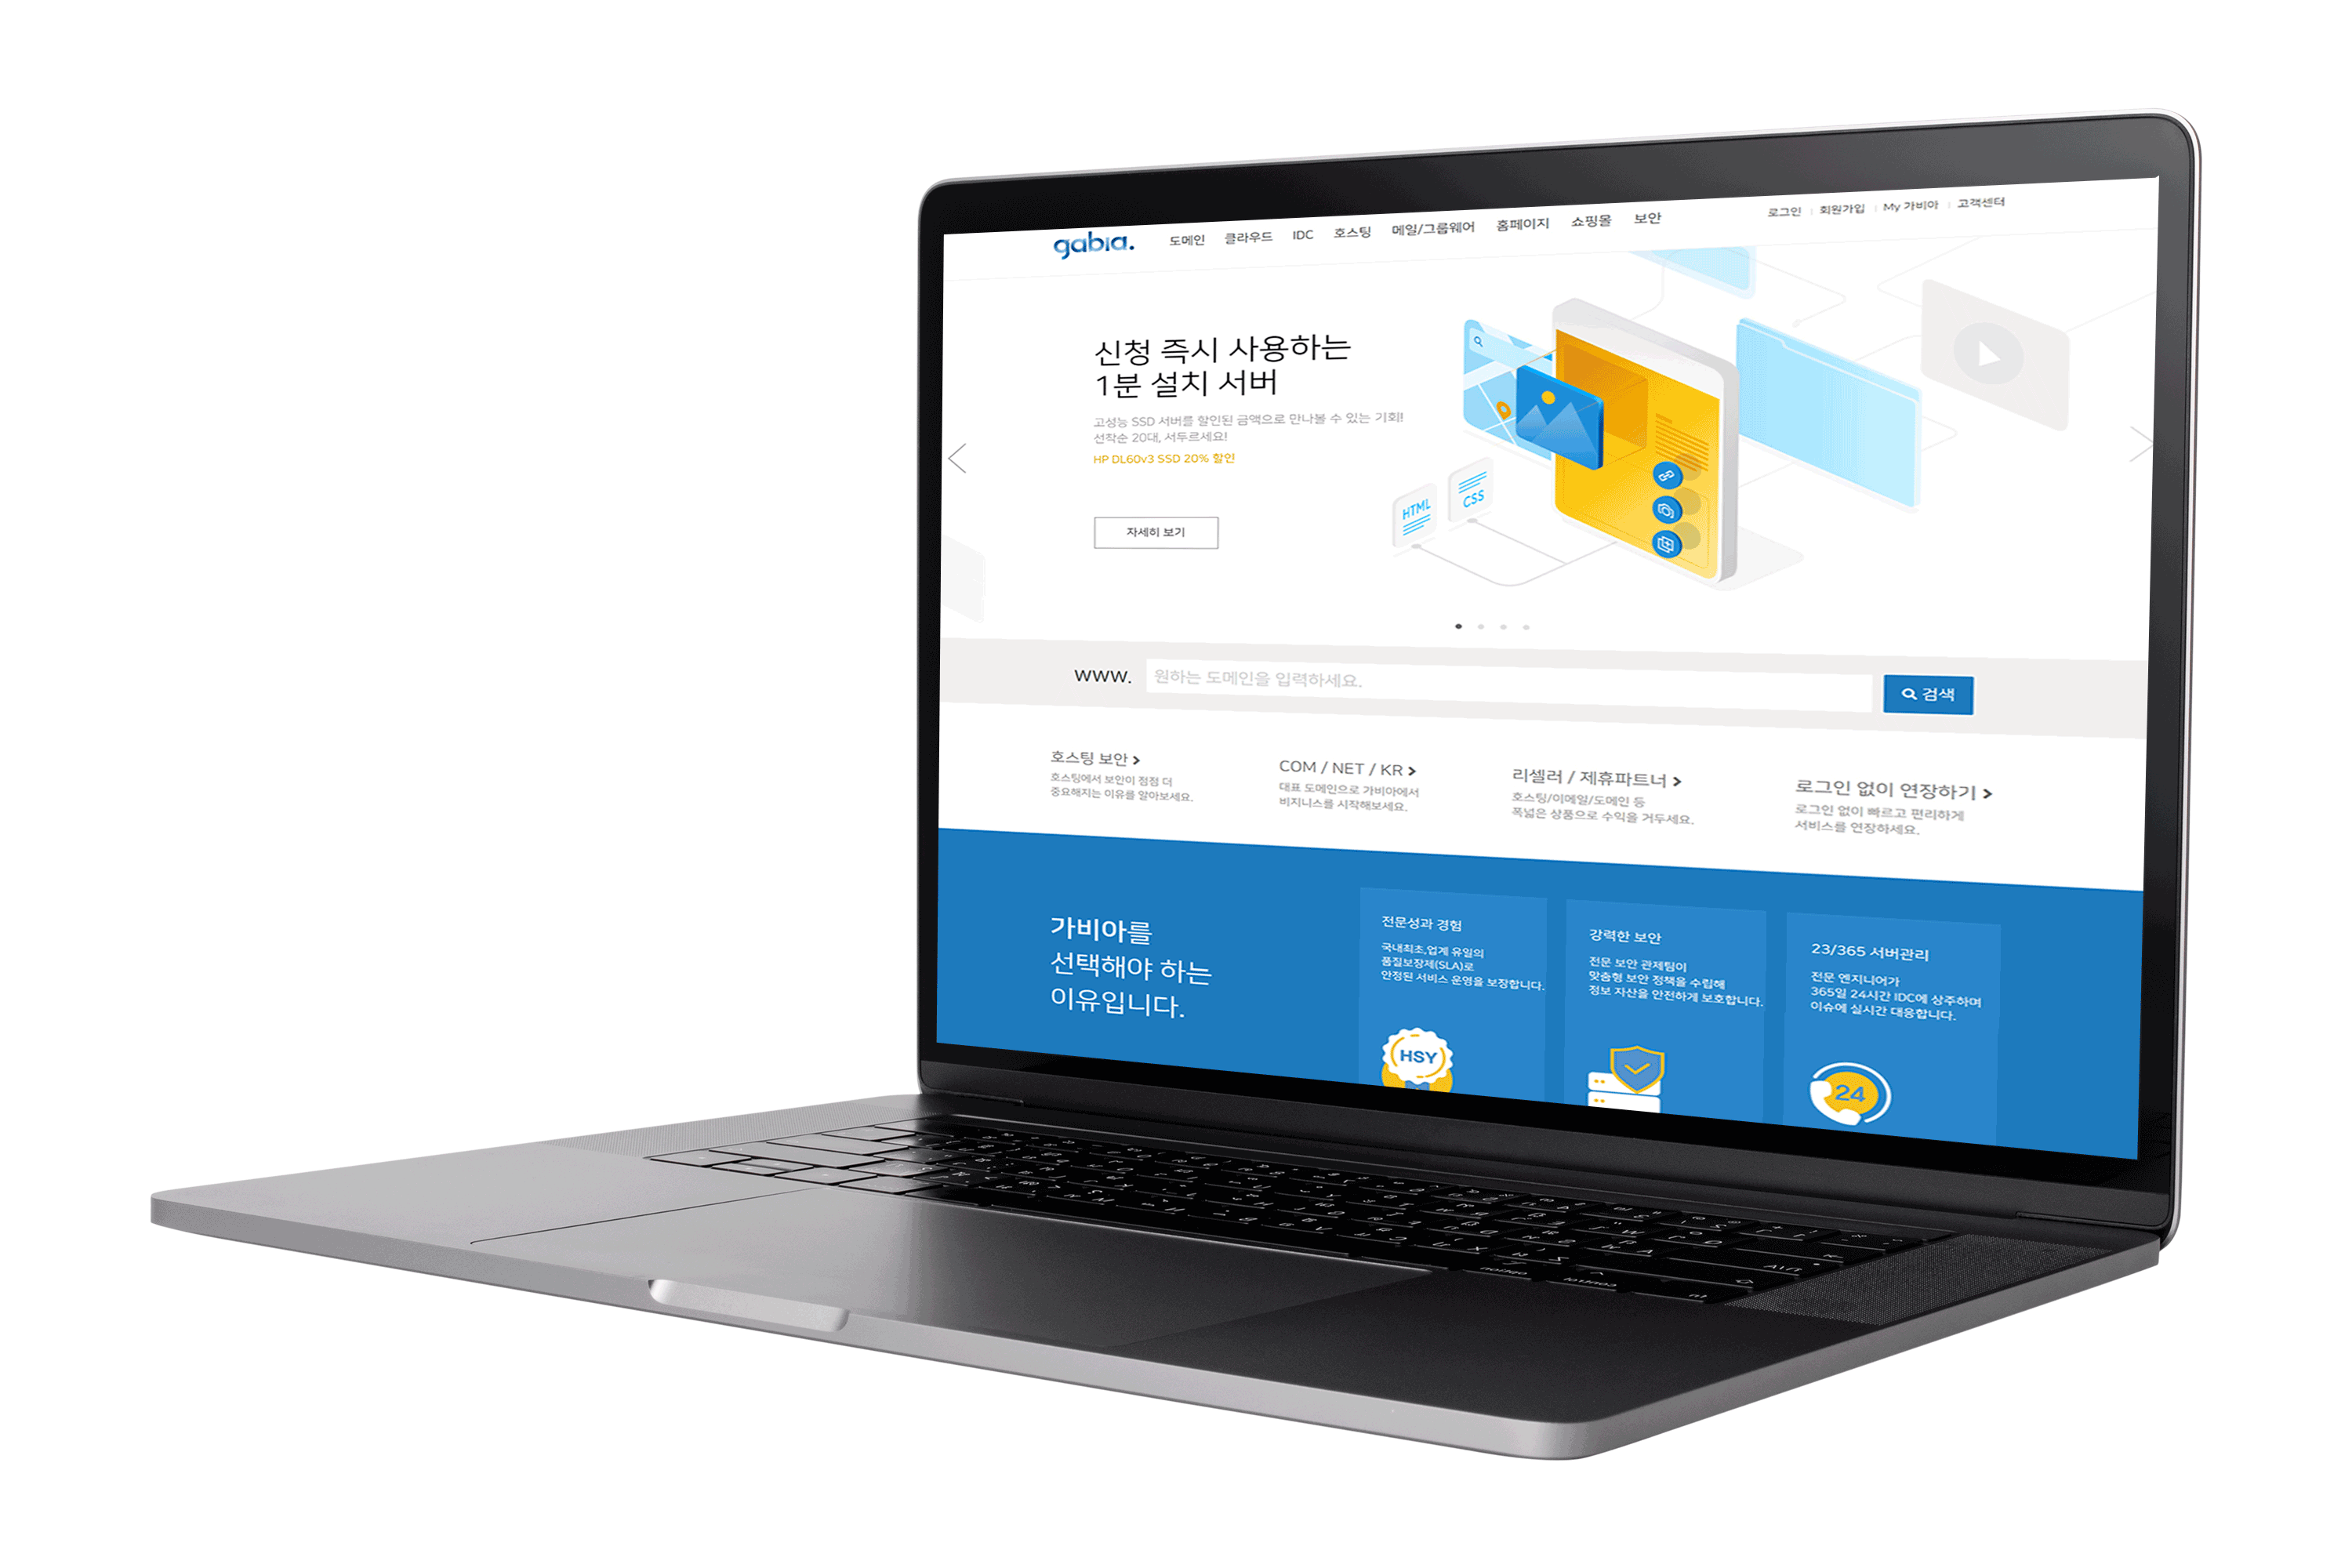 gabia.
도메인 클라우드 IDC 호스팅 메일/그룹웨어 홈페이지 쇼핑몰 보안
로그인 회원가입 My 가비아 고객센터
신청 즉시 사용하는
1분 설치 서버
고성능 SSD 서버를 할인된 금액으로 만나볼 수 있는 기회!
선착순 20대, 서두르세요!
HP DL60v3 SSD 20% 할인
자세히 보기
HTML
CSS
www. 원하는 도메인을 입력하세요. 검색
호스팅 보안 >
호스팅에서 보안이 점점 더
중요해지는 이유를 알아보세요.
COM / NET / KR >
대표 도메인으로 가비아에서
비지니스를 시작해보세요.
리셀러 / 제휴파트너 >
호스팅/이메일/도메인 등
폭넓은 상품으로 수익을 거두세요.
로그인 없이 연장하기 >
로그인 없이 빠르고 편리하게
서비스를 연장하세요.
가비아를
선택해야 하는
이유입니다.
전문성과 경험
국내최초,업계 유일의
품질보장제(SLA)로
안정된 서비스 운영을 보장합니다.
HSY
강력한 보안
전문 보안 관제팀이
맞춤형 보안 정책을 수립해
정보 자산을 안전하게 보호합니다.
23/365 서버관리
전문 엔지니어가
365일 24시간 IDC에 상주하며
이슈에 실시간 대응합니다.
24
option
control
fn